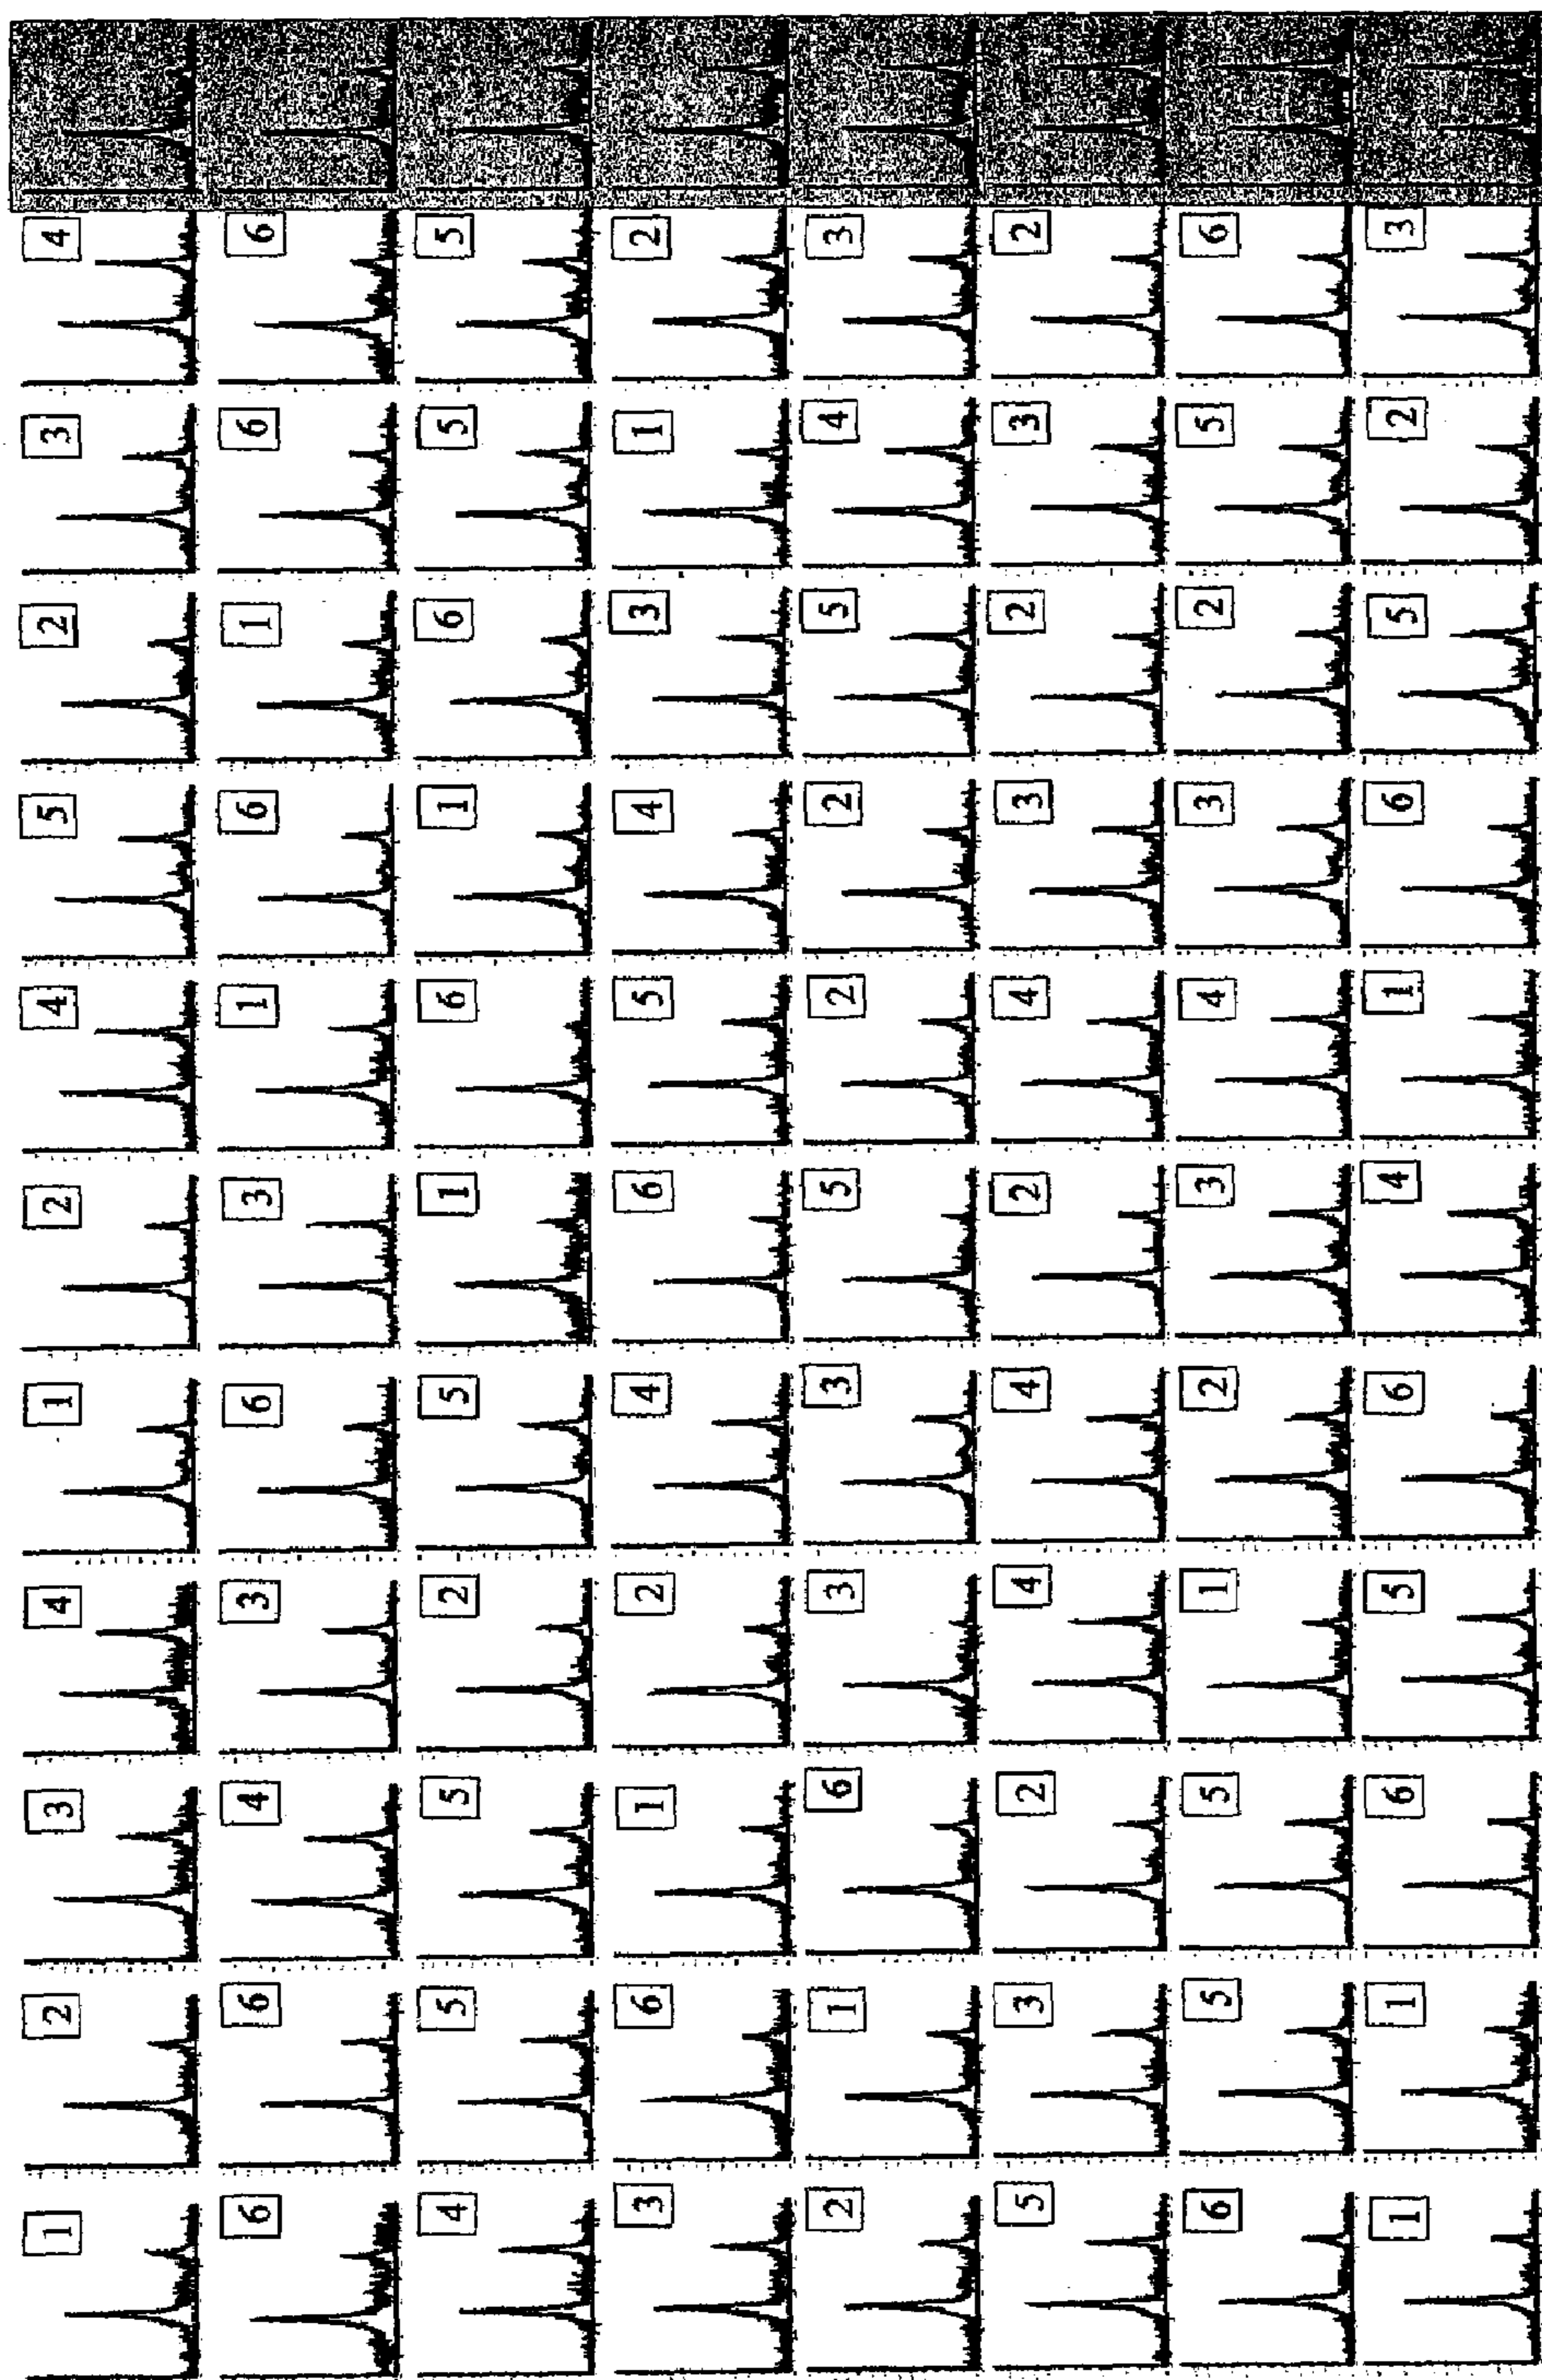 1 2 3 4 1 2 4 5 2 3 4
6 6 4 3 6 3 1 6 1 6 6
4 5 5 2 5 1 6 1 6 5 5
3 6 1 2 4 6 5 4 3 1 2
2 1 6 3 3 5 2 2 5 4 3
5 3 2 4 4 2 4 3 2 3 2
6 5 5 1 2 3 4 3 2 5 6
1 1 6 5 6 4 1 6 5 2 3